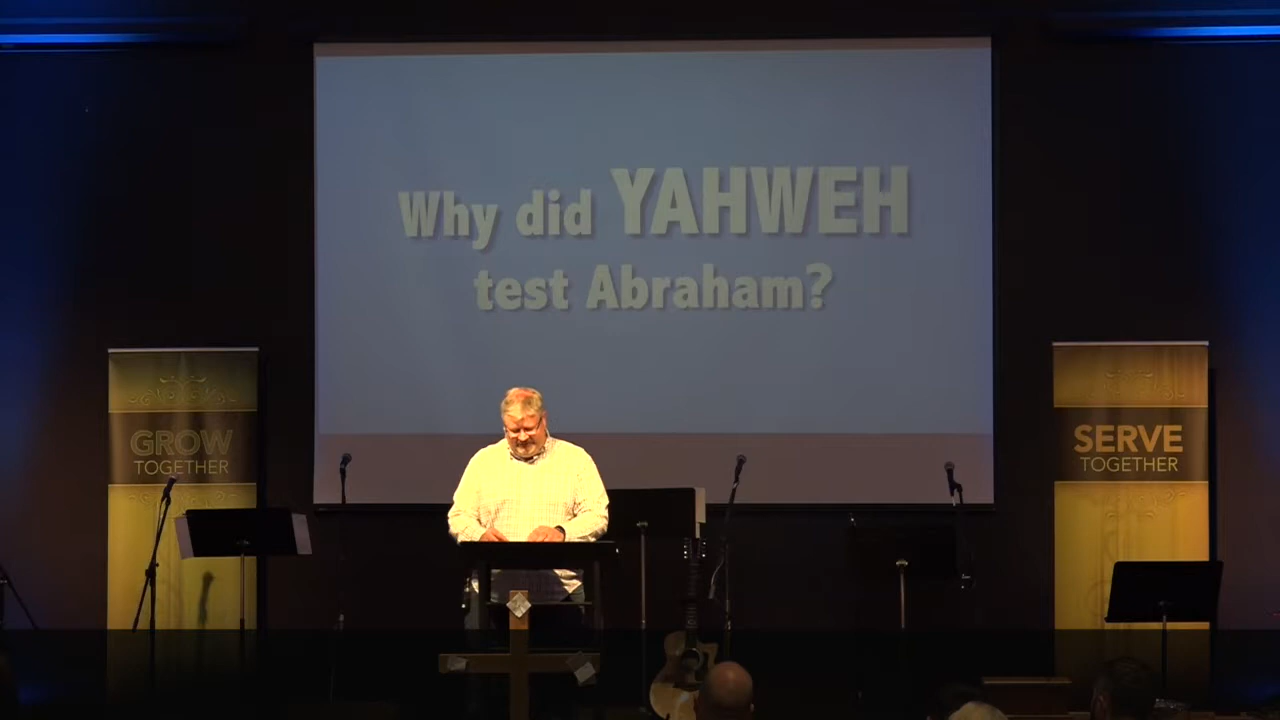 Why did YAHWEH
test Abraham?
GROW
TOGETHER
SERVE
TOGETHER